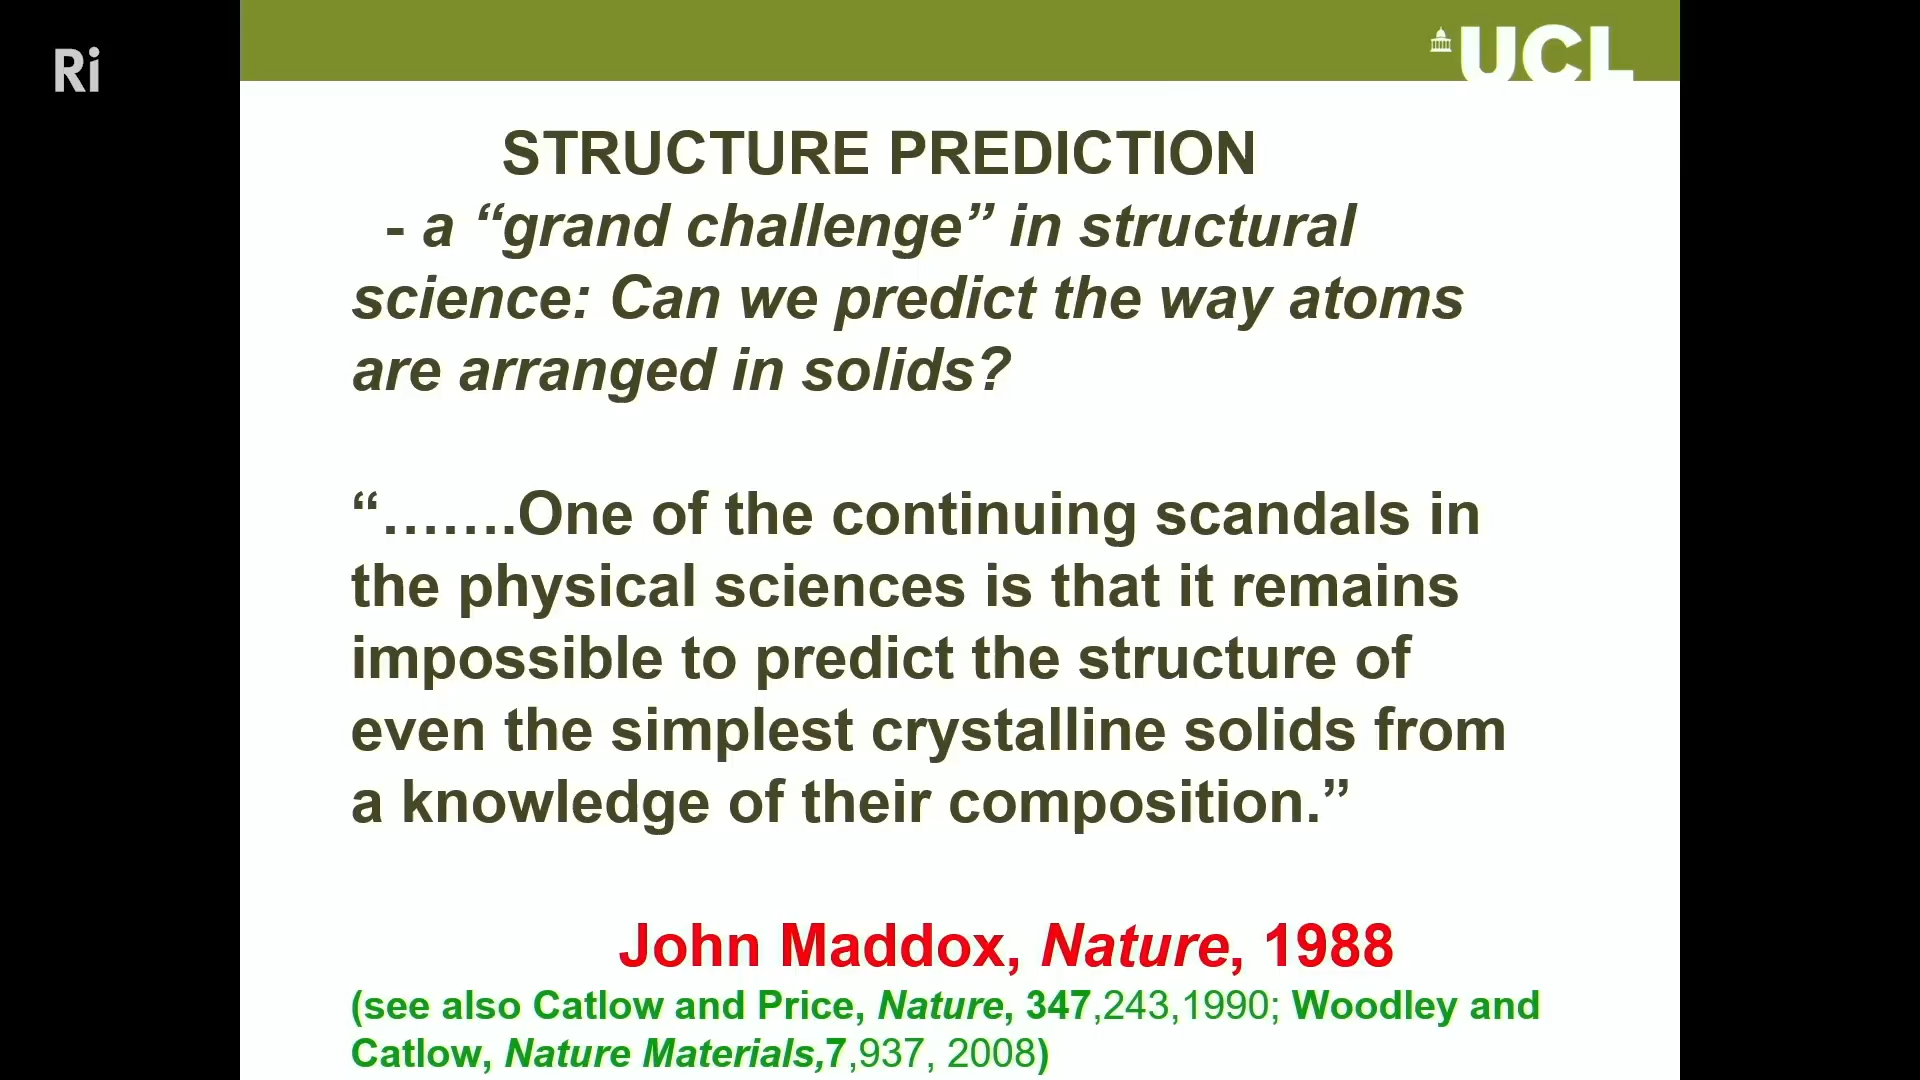 Ri
UCL
STRUCTURE PREDICTION
- a “grand challenge” in structural
science: Can we predict the way atoms
are arranged in solids?
“…….One of the continuing scandals in
the physical sciences is that it remains
impossible to predict the structure of
even the simplest crystalline solids from
a knowledge of their composition.”
John Maddox, Nature, 1988
(see also Catlow and Price, Nature, 347,243,1990; Woodley and
Catlow, Nature Materials,7,937, 2008)